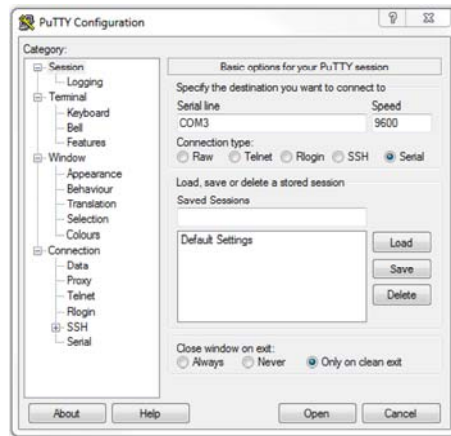 PuTTY Configuration
Category:
Session
Logging
Terminal
Keyboard
Bell
Features
Window
Appearance
Behaviour
Translation
Selection
Colours
Connection
Data
Proxy
Telnet
Rlogin
SSH
Serial
Basic options for your PuTTY session
Specify the destination you want to connect to
Serial line Speed
COM3 9600
Connection type:
Raw Telnet Rlogin SSH Serial
Load, save or delete a stored session
Saved Sessions
Default Settings
Load
Save
Delete
Close window on exit:
Always Never Only on clean exit
About Help Open Cancel